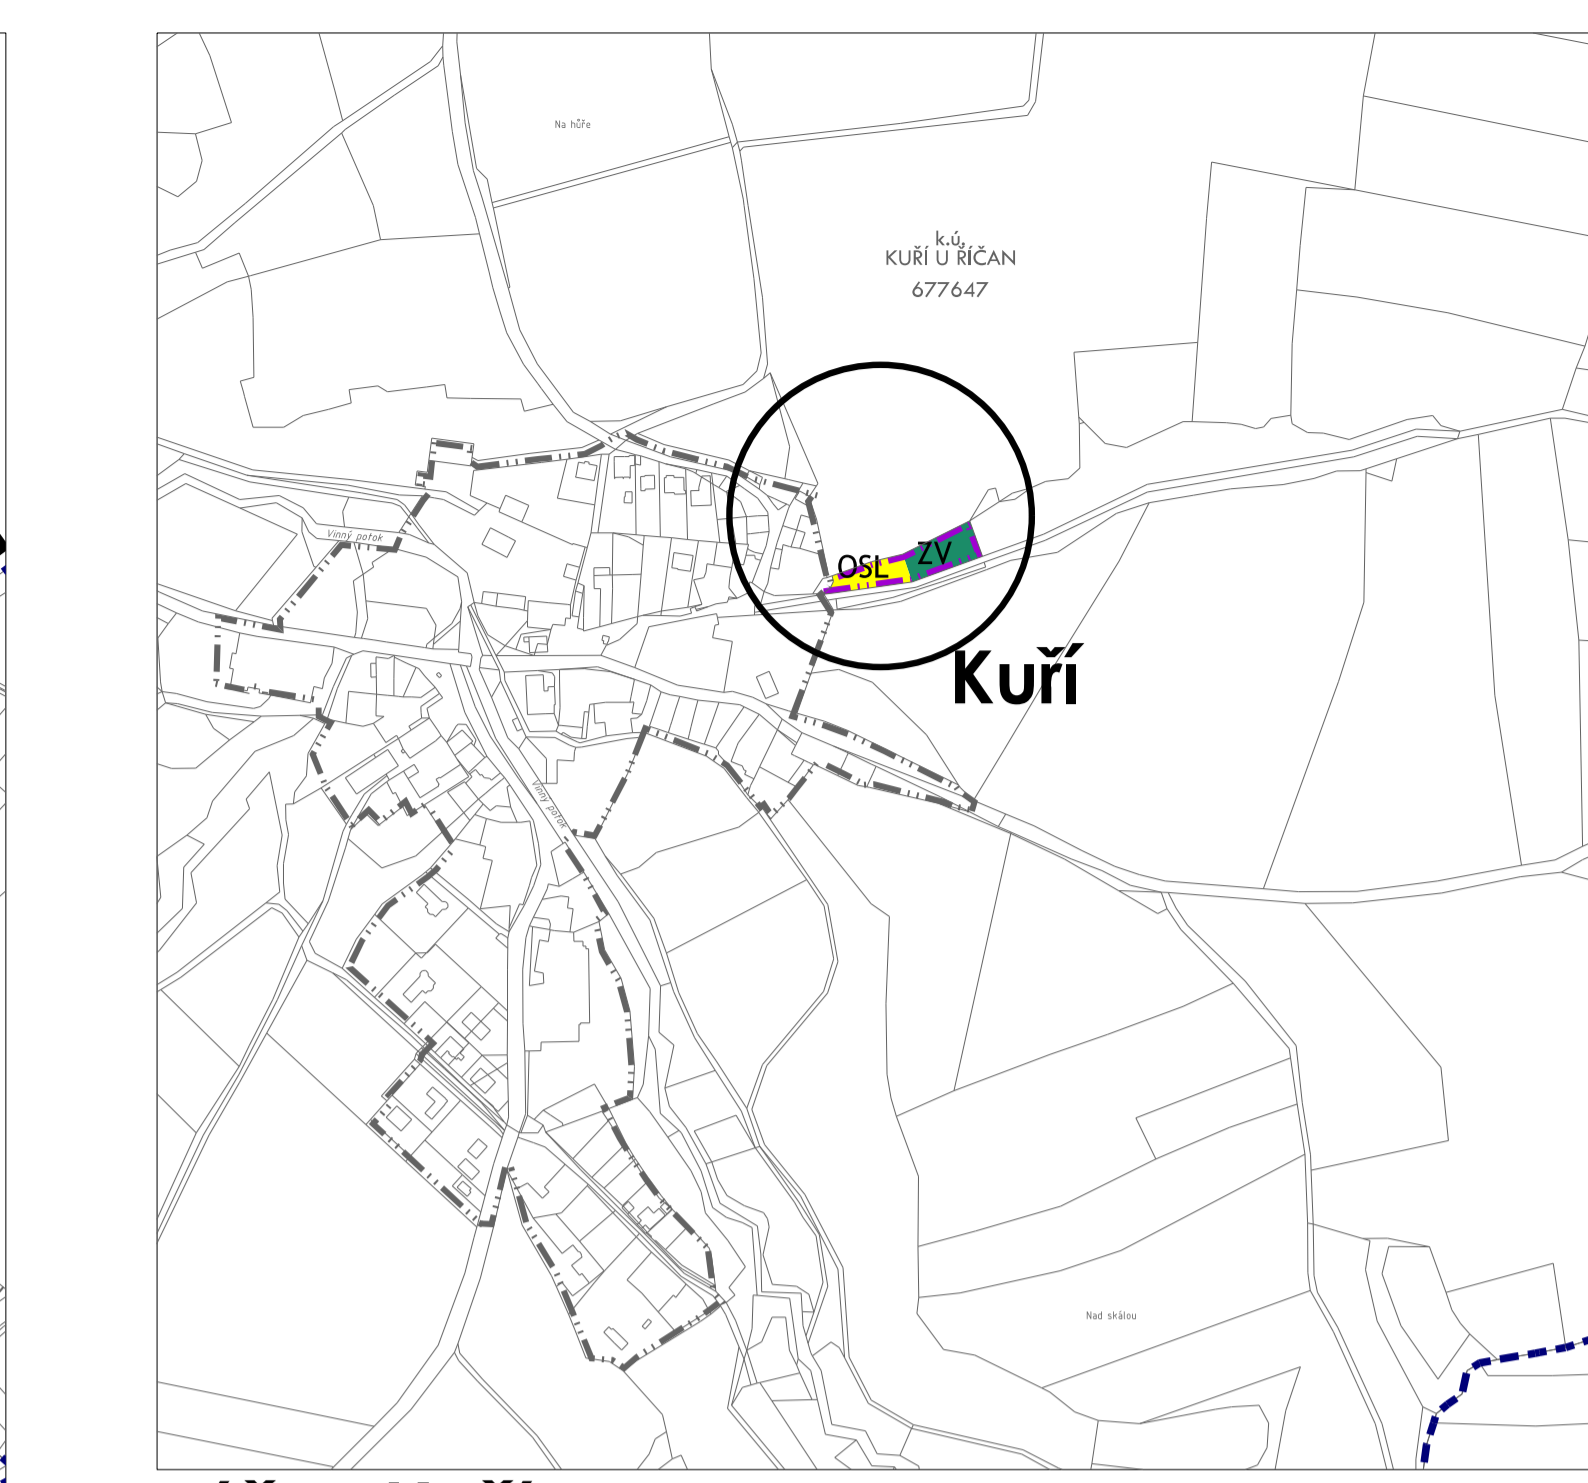 Na hůře
k.ú.
KUŘÍ U ŘÍČAN
677647
Vinný potok
OSL
ZV
Kuří
Vinný potok
Nad skálou